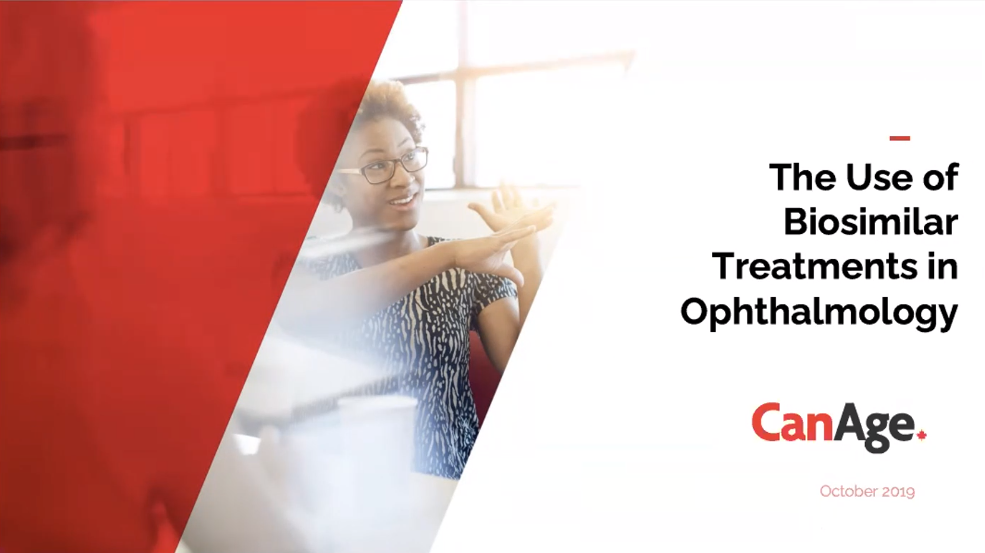 The Use of
Biosimilar
Treatments in
Ophthalmology
CanAge.
October 2019